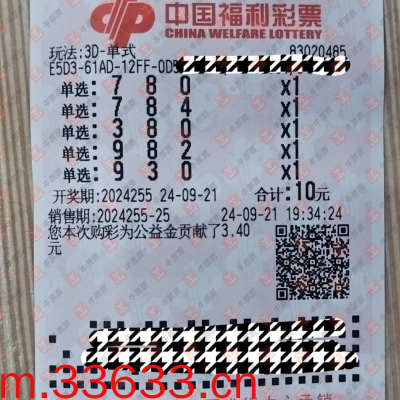 中国福利彩票
CHINA WELFARE LOTTERY
玩法:3D-单式 83020485
E5D3-61AD-12FF-0D
单选: 7 8 0 x1
单选: 7 8 4 x1
单选: 3 8 0 x1
单选: 9 8 2 x1
单选: 9 3 0 x1
开奖期:2024255 24-09-21 合计:10元
销售期:2024255-25 24-09-21 19:34:24
您本次购彩为公益金贡献了3.40
元
m.33633.cn